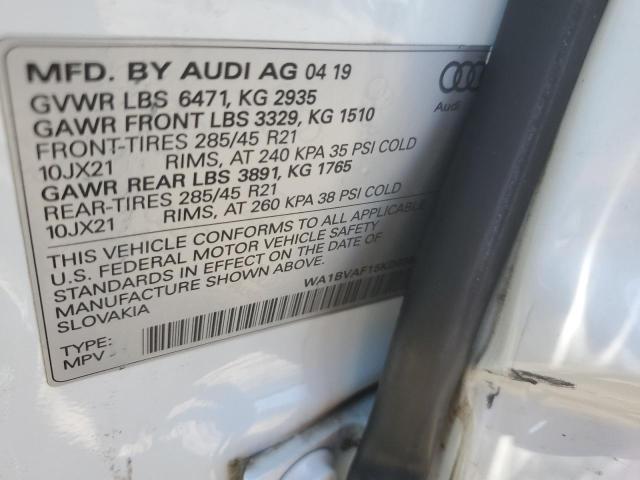 MFD. BY AUDI AG 04 19
GVWR LBS 6471, KG 2935
GAWR FRONT LBS 3329, KG 1510
FRONT-TIRES 285/45 R21
10JX21 RIMS, AT 240 KPA 35 PSI COLD
GAWR REAR LBS 3891, KG 1765
REAR-TIRES 285/45 R21
10JX21 RIMS, AT 260 KPA 38 PSI COLD
THIS VEHICLE CONFORMS TO ALL APPLICABLE
U.S. FEDERAL MOTOR VEHICLE SAFETY
STANDARDS IN EFFECT ON THE DATE OF
MANUFACTURE SHOWN ABOVE.
SLOVAKIA
TYPE:
MPV
Audi